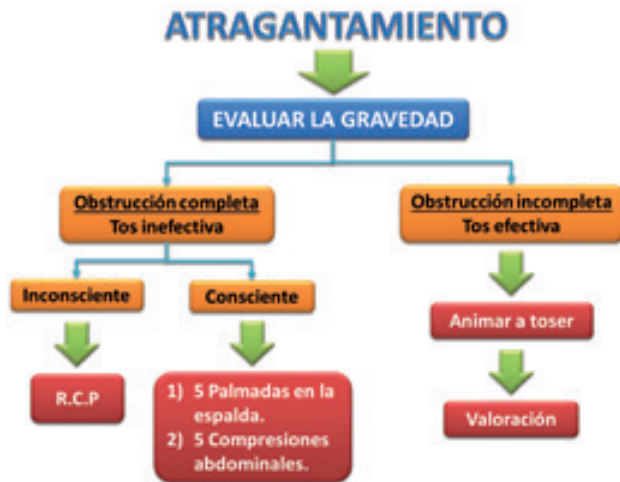 ATRAGANTAMIENTO
EVALUAR LA GRAVEDAD
Obstrucción completa
Tos inefectiva
Obstrucción incompleta
Tos efectiva
Inconsciente
Consciente
Animar a toser
R.C.P
1) 5 Palmadas en la
espalda.
2) 5 Compresiones
abdominales.
Valoración